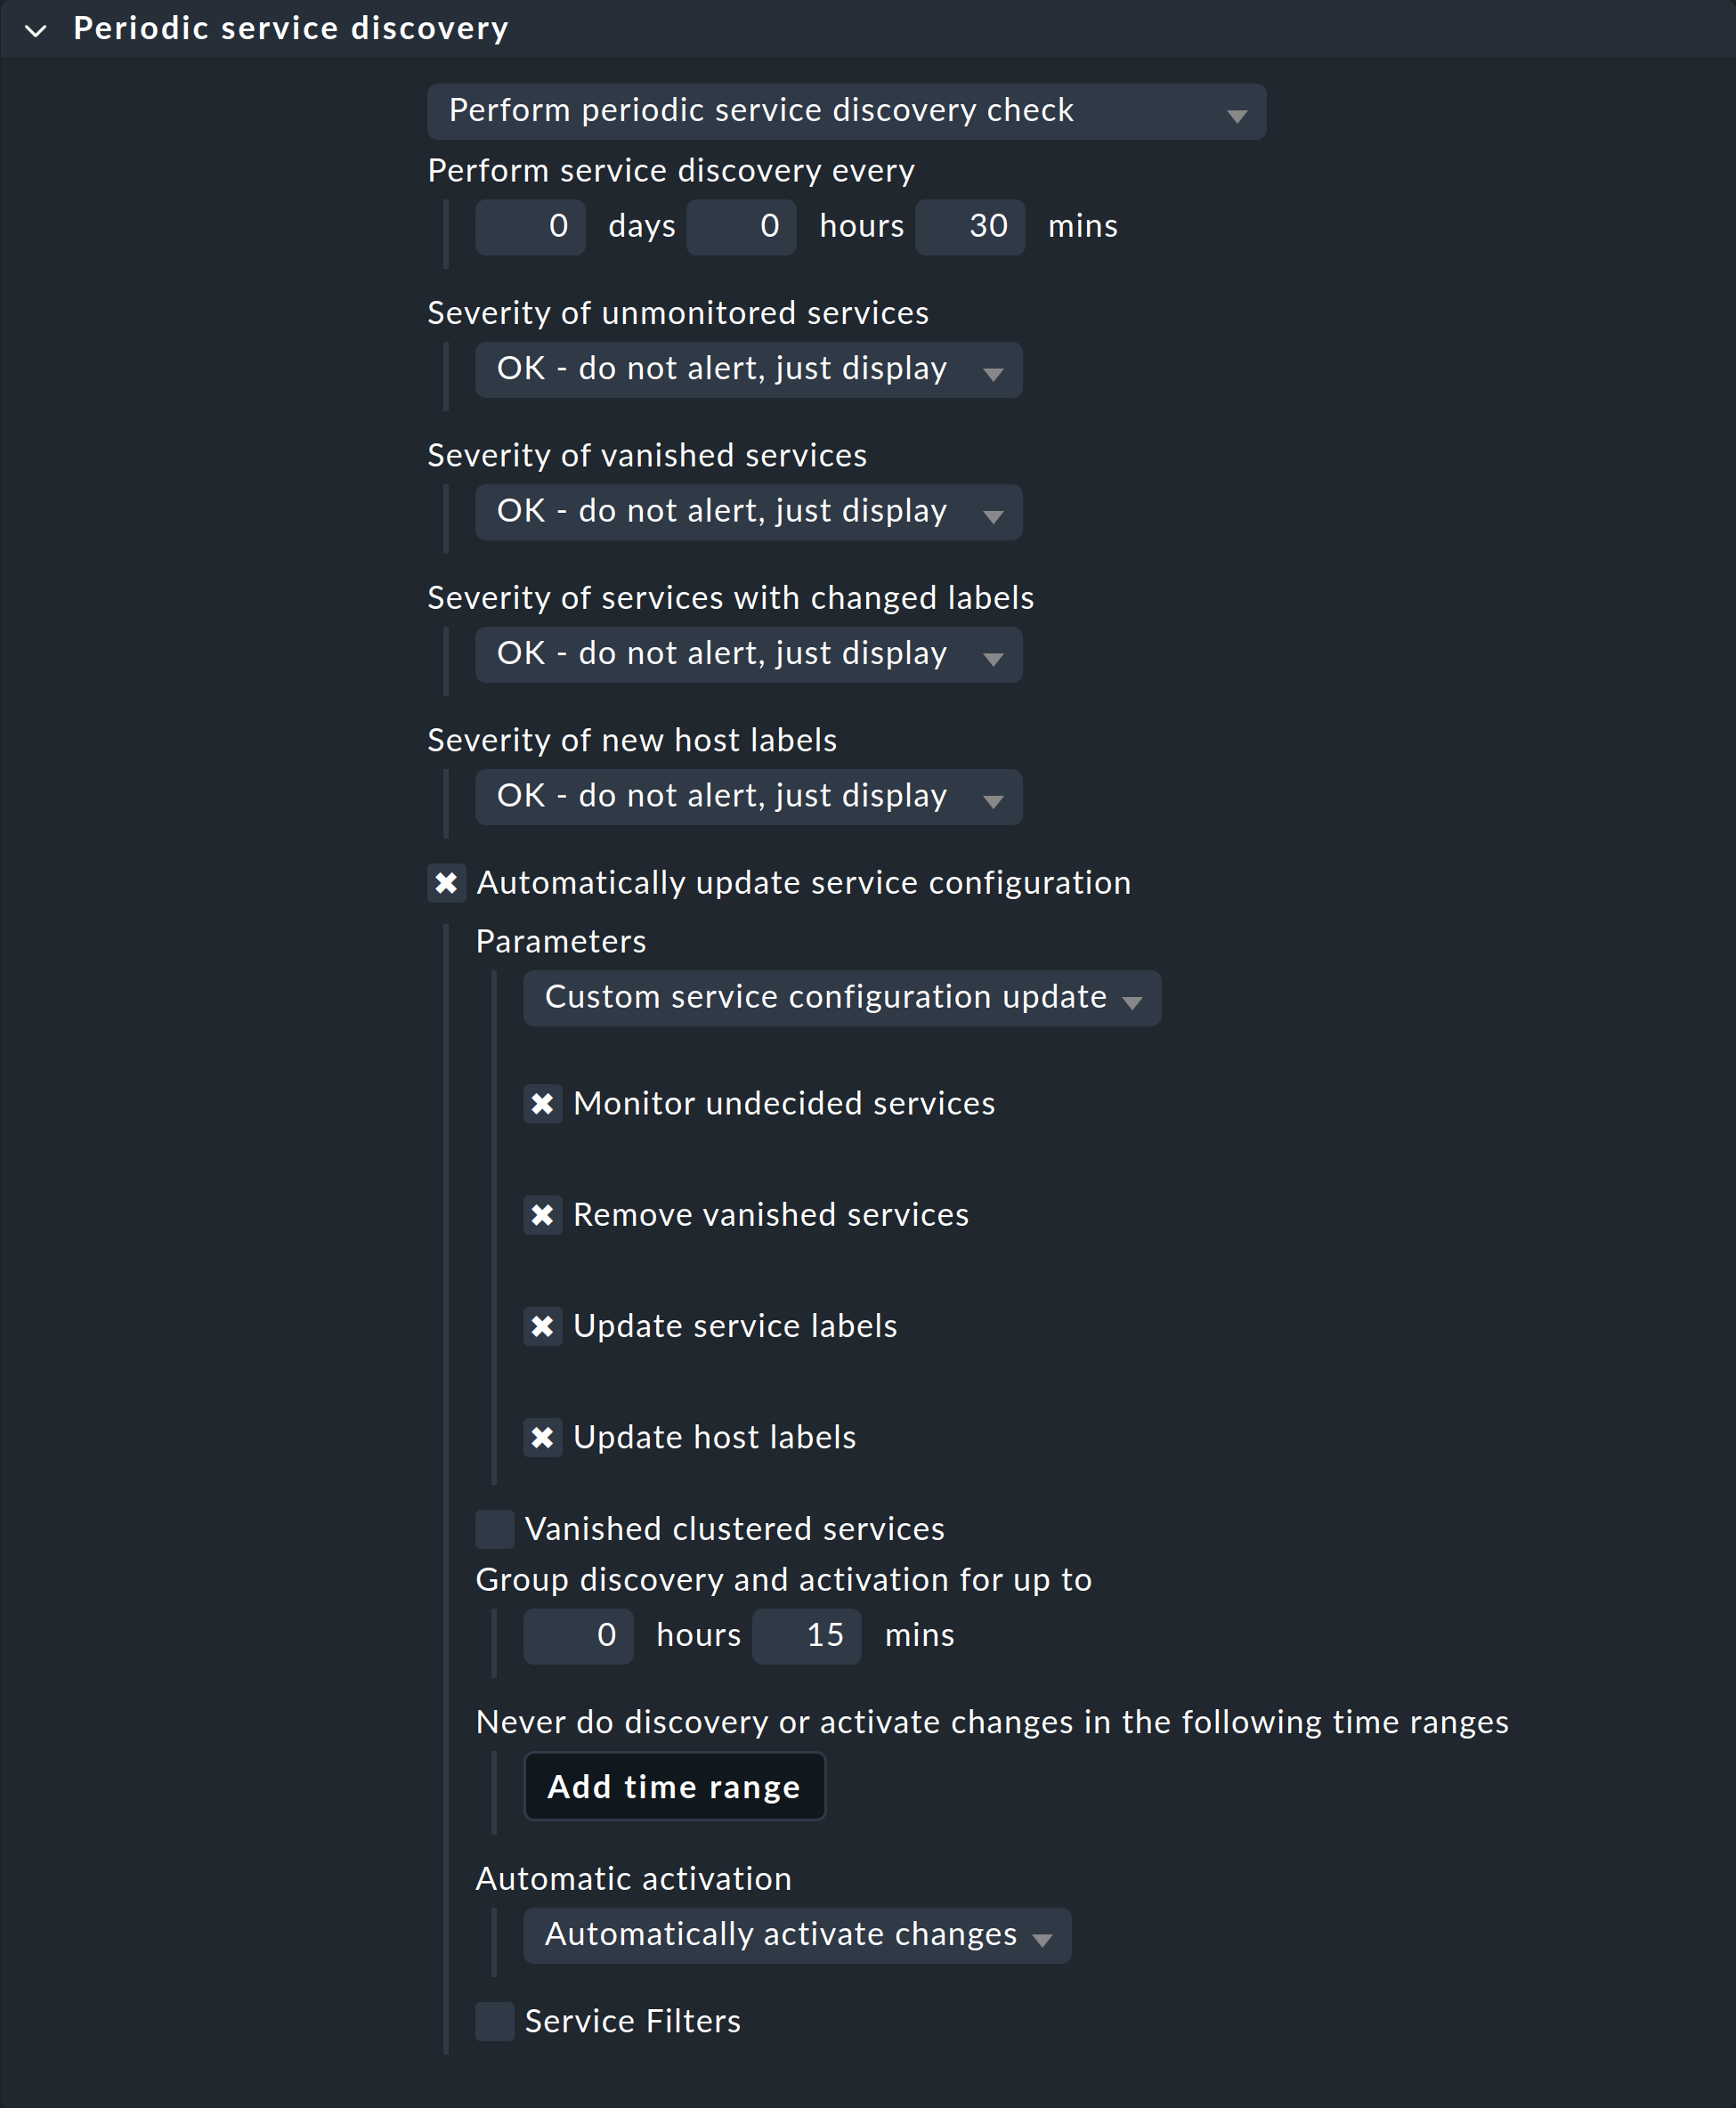 Periodic service discovery
Perform periodic service discovery check
Perform service discovery every
0 days 0 hours 30 mins
Severity of unmonitored services
OK - do not alert, just display
Severity of vanished services
OK - do not alert, just display
Severity of services with changed labels
OK - do not alert, just display
Severity of new host labels
OK - do not alert, just display
Automatically update service configuration
Parameters
Custom service configuration update
Monitor undecided services
Remove vanished services
Update service labels
Update host labels
Vanished clustered services
Group discovery and activation for up to
0 hours 15 mins
Never do discovery or activate changes in the following time ranges
Add time range
Automatic activation
Automatically activate changes
Service Filters